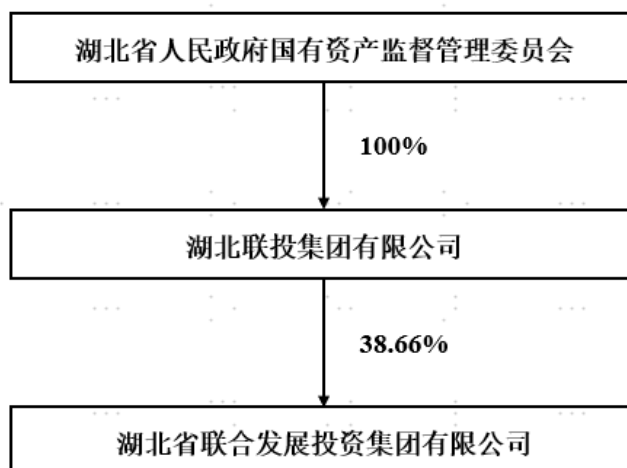 湖北省人民政府国有资产监督管理委员会
100%
湖北联投集团有限公司
38.66%
湖北省联合发展投资集团有限公司